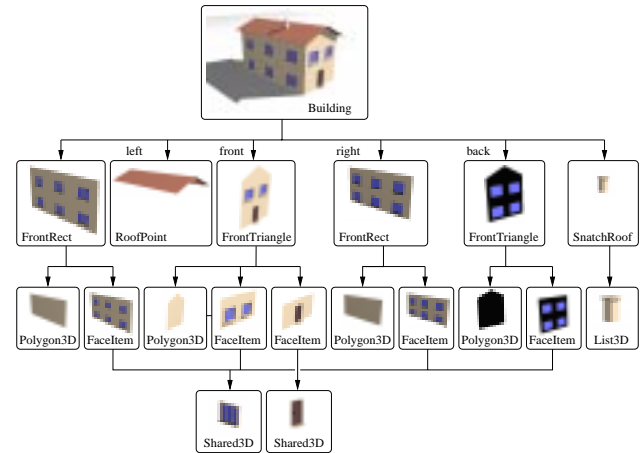 Building
left front right back
FrontRect RoofPoint FrontTriangle FrontRect FrontTriangle SnatchRoof
Polygon3D FaceItem Polygon3D FaceItem FaceItem Polygon3D FaceItem Polygon3D FaceItem List3D
Shared3D Shared3D